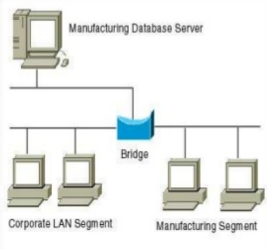 Manufacturing Database Server
Bridge
Corporate LAN Segment
Manufacturing Segment